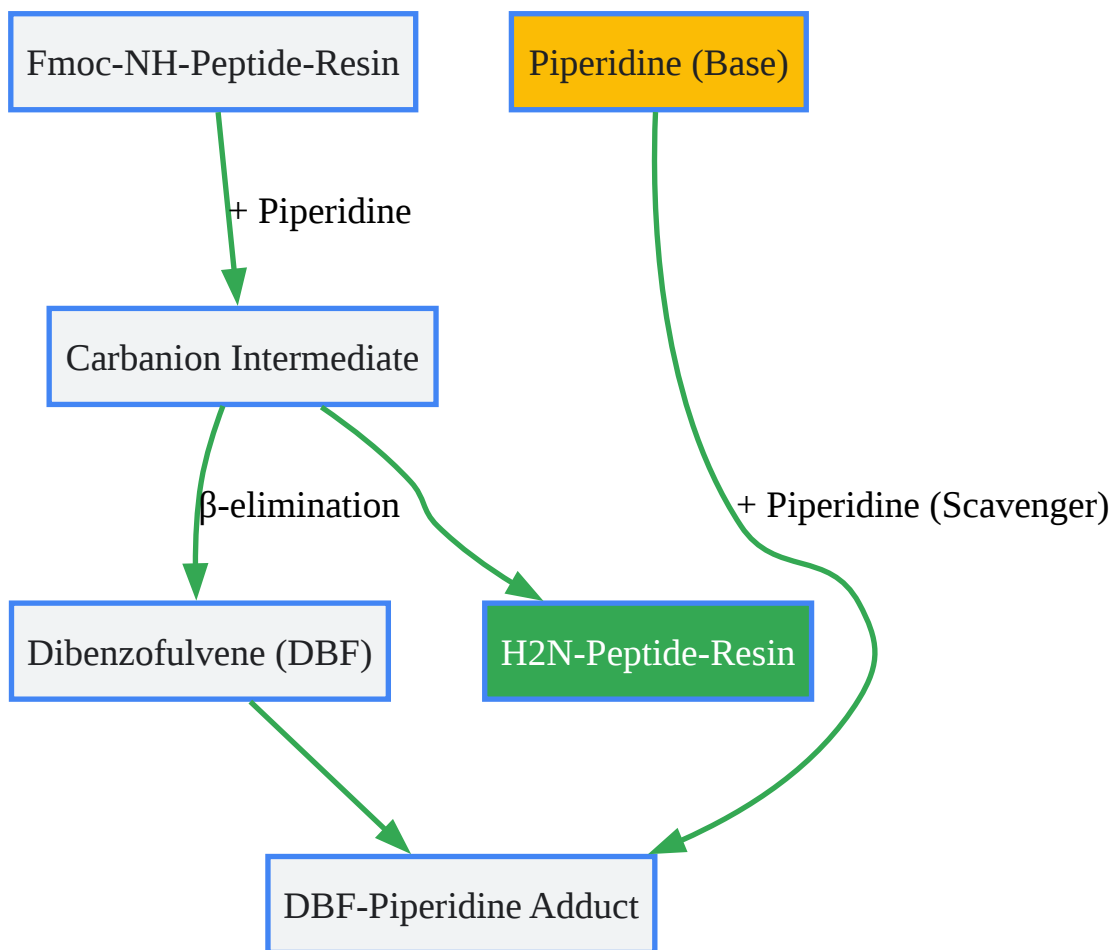 Fmoc-NH-Peptide-Resin
Piperidine (Base)
+ Piperidine
Carbanion Intermediate
β-elimination
+ Piperidine (Scavenger)
Dibenzofulvene (DBF)
H2N-Peptide-Resin
DBF-Piperidine Adduct